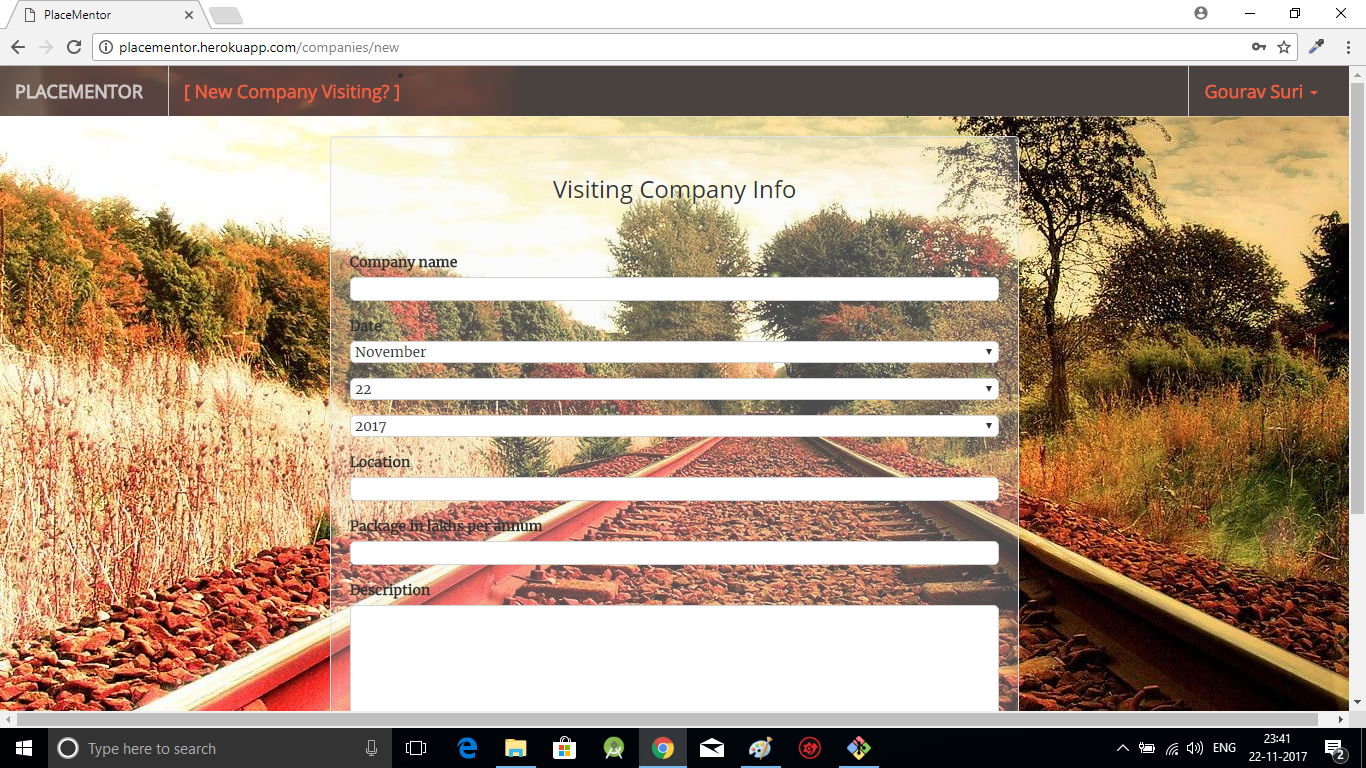 PlaceMentor
placementor.herokuapp.com/companies/new
PLACEMENTOR
[ New Company Visiting? ]
Gourav Suri
Visiting Company Info
Company name
Date
November
22
2017
Location
Package in lakhs per annum
Description
Type here to search
ENG
23:41
22-11-2017
2